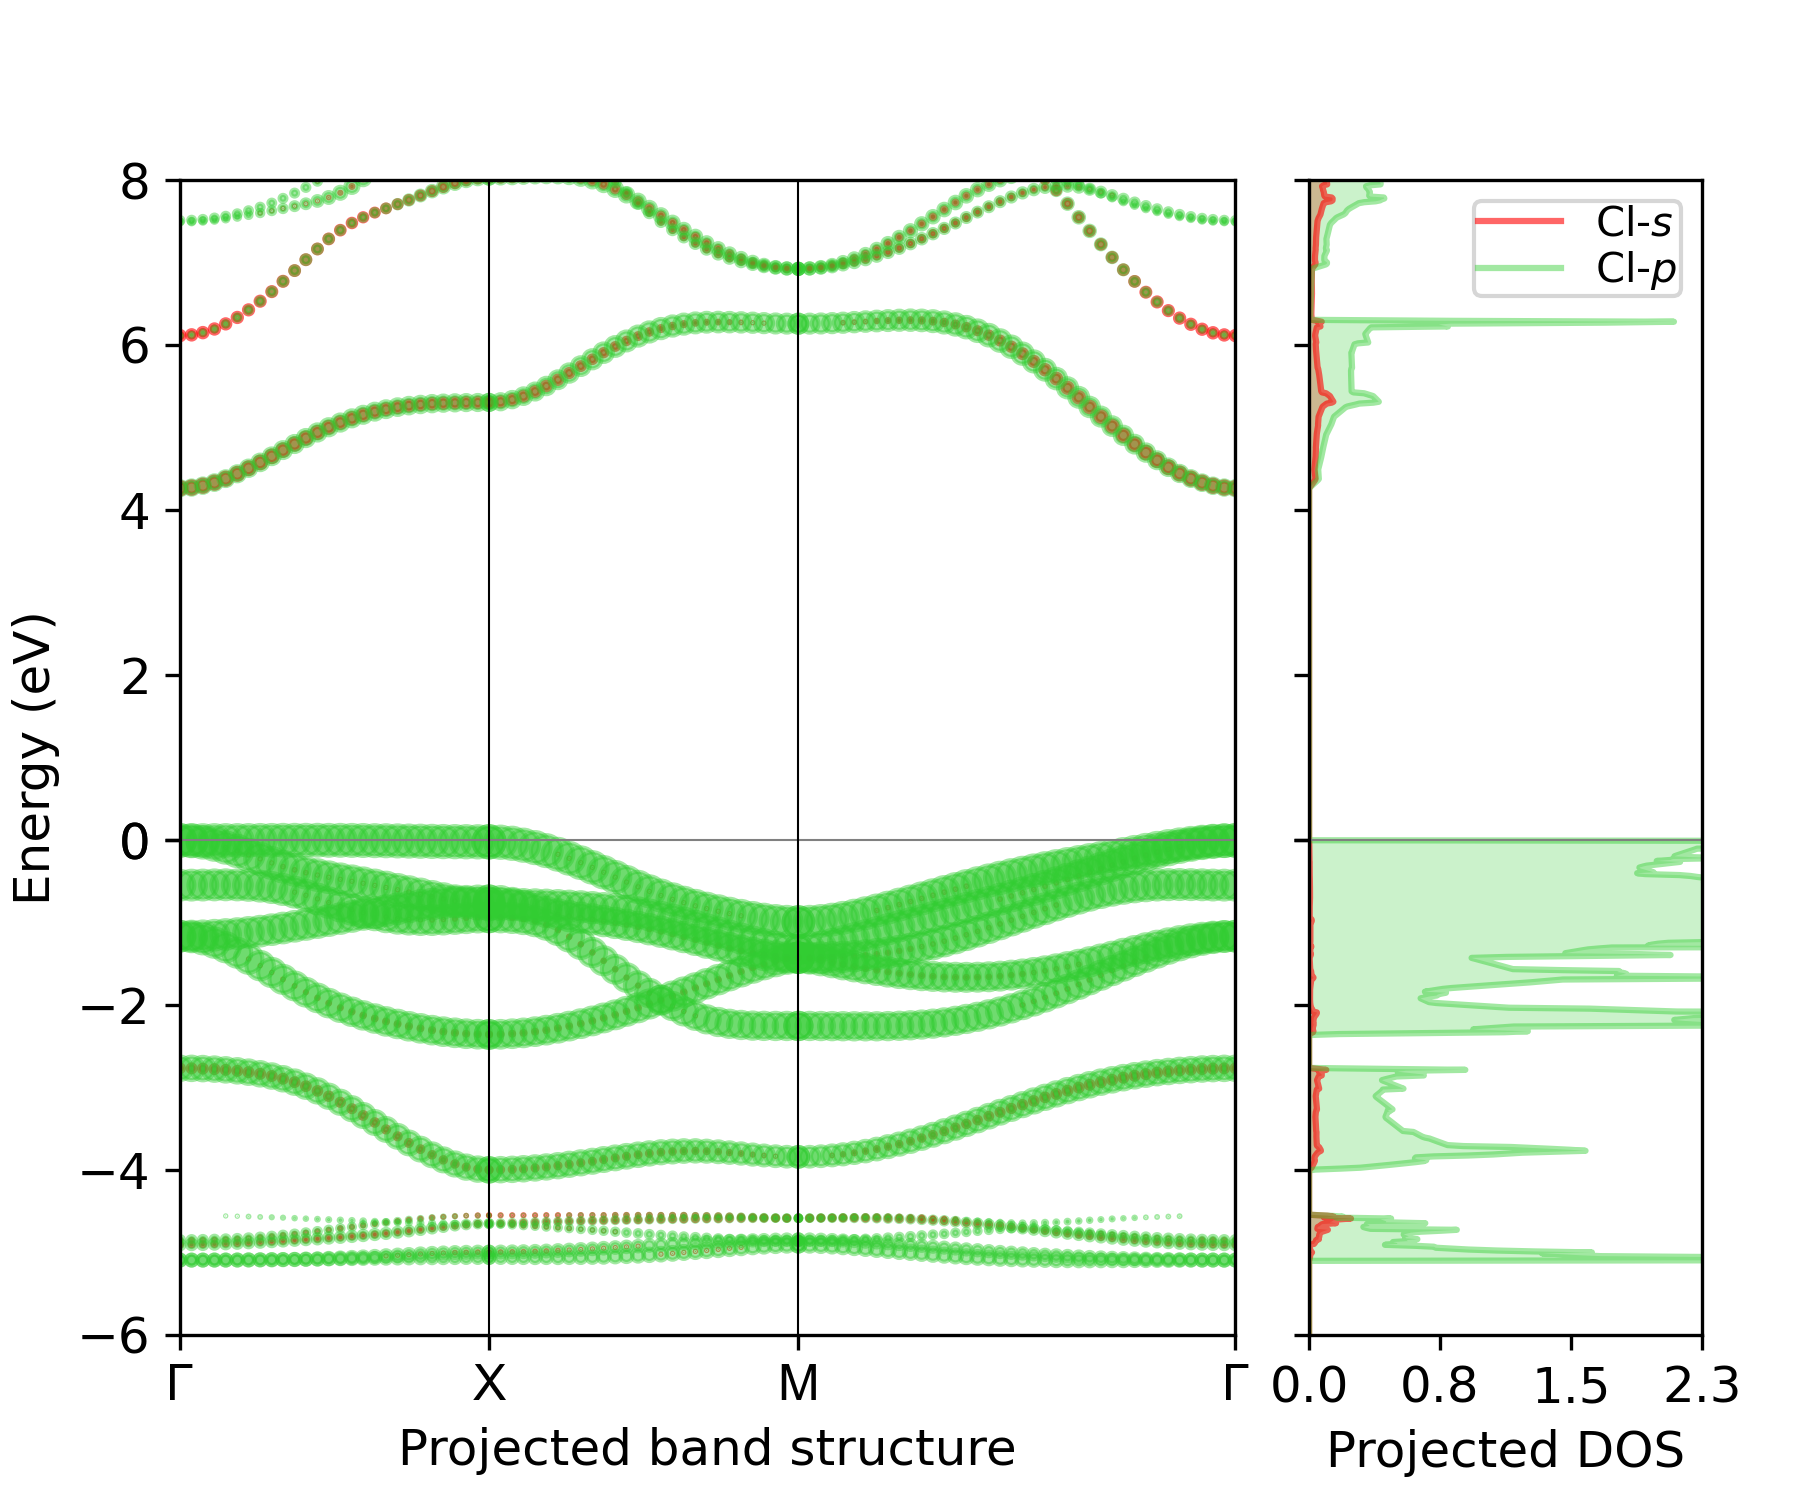 8
6
4
2
0
−2
−4
−6
Energy (eV)
Γ X M Γ
Projected band structure
Cl-s
Cl-p
0.0 0.8 1.5 2.3
Projected DOS